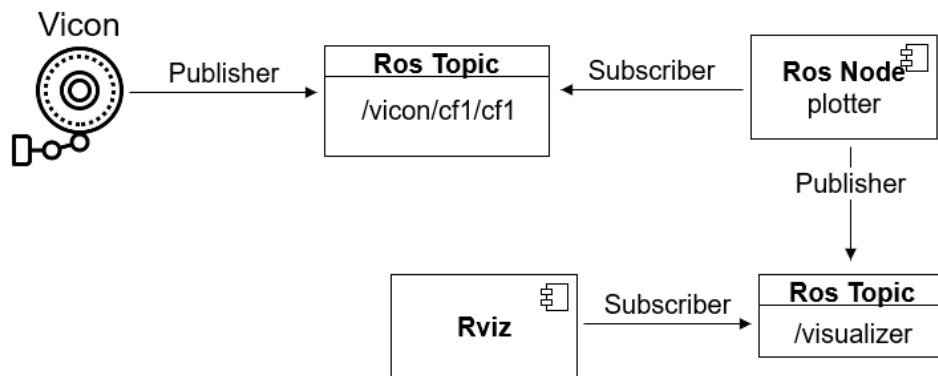 Vicon
Publisher
Ros Topic
/vicon/cf1/cf1
Subscriber
Ros Node
plotter
Publisher
Rviz
Subscriber
Ros Topic
/visualizer